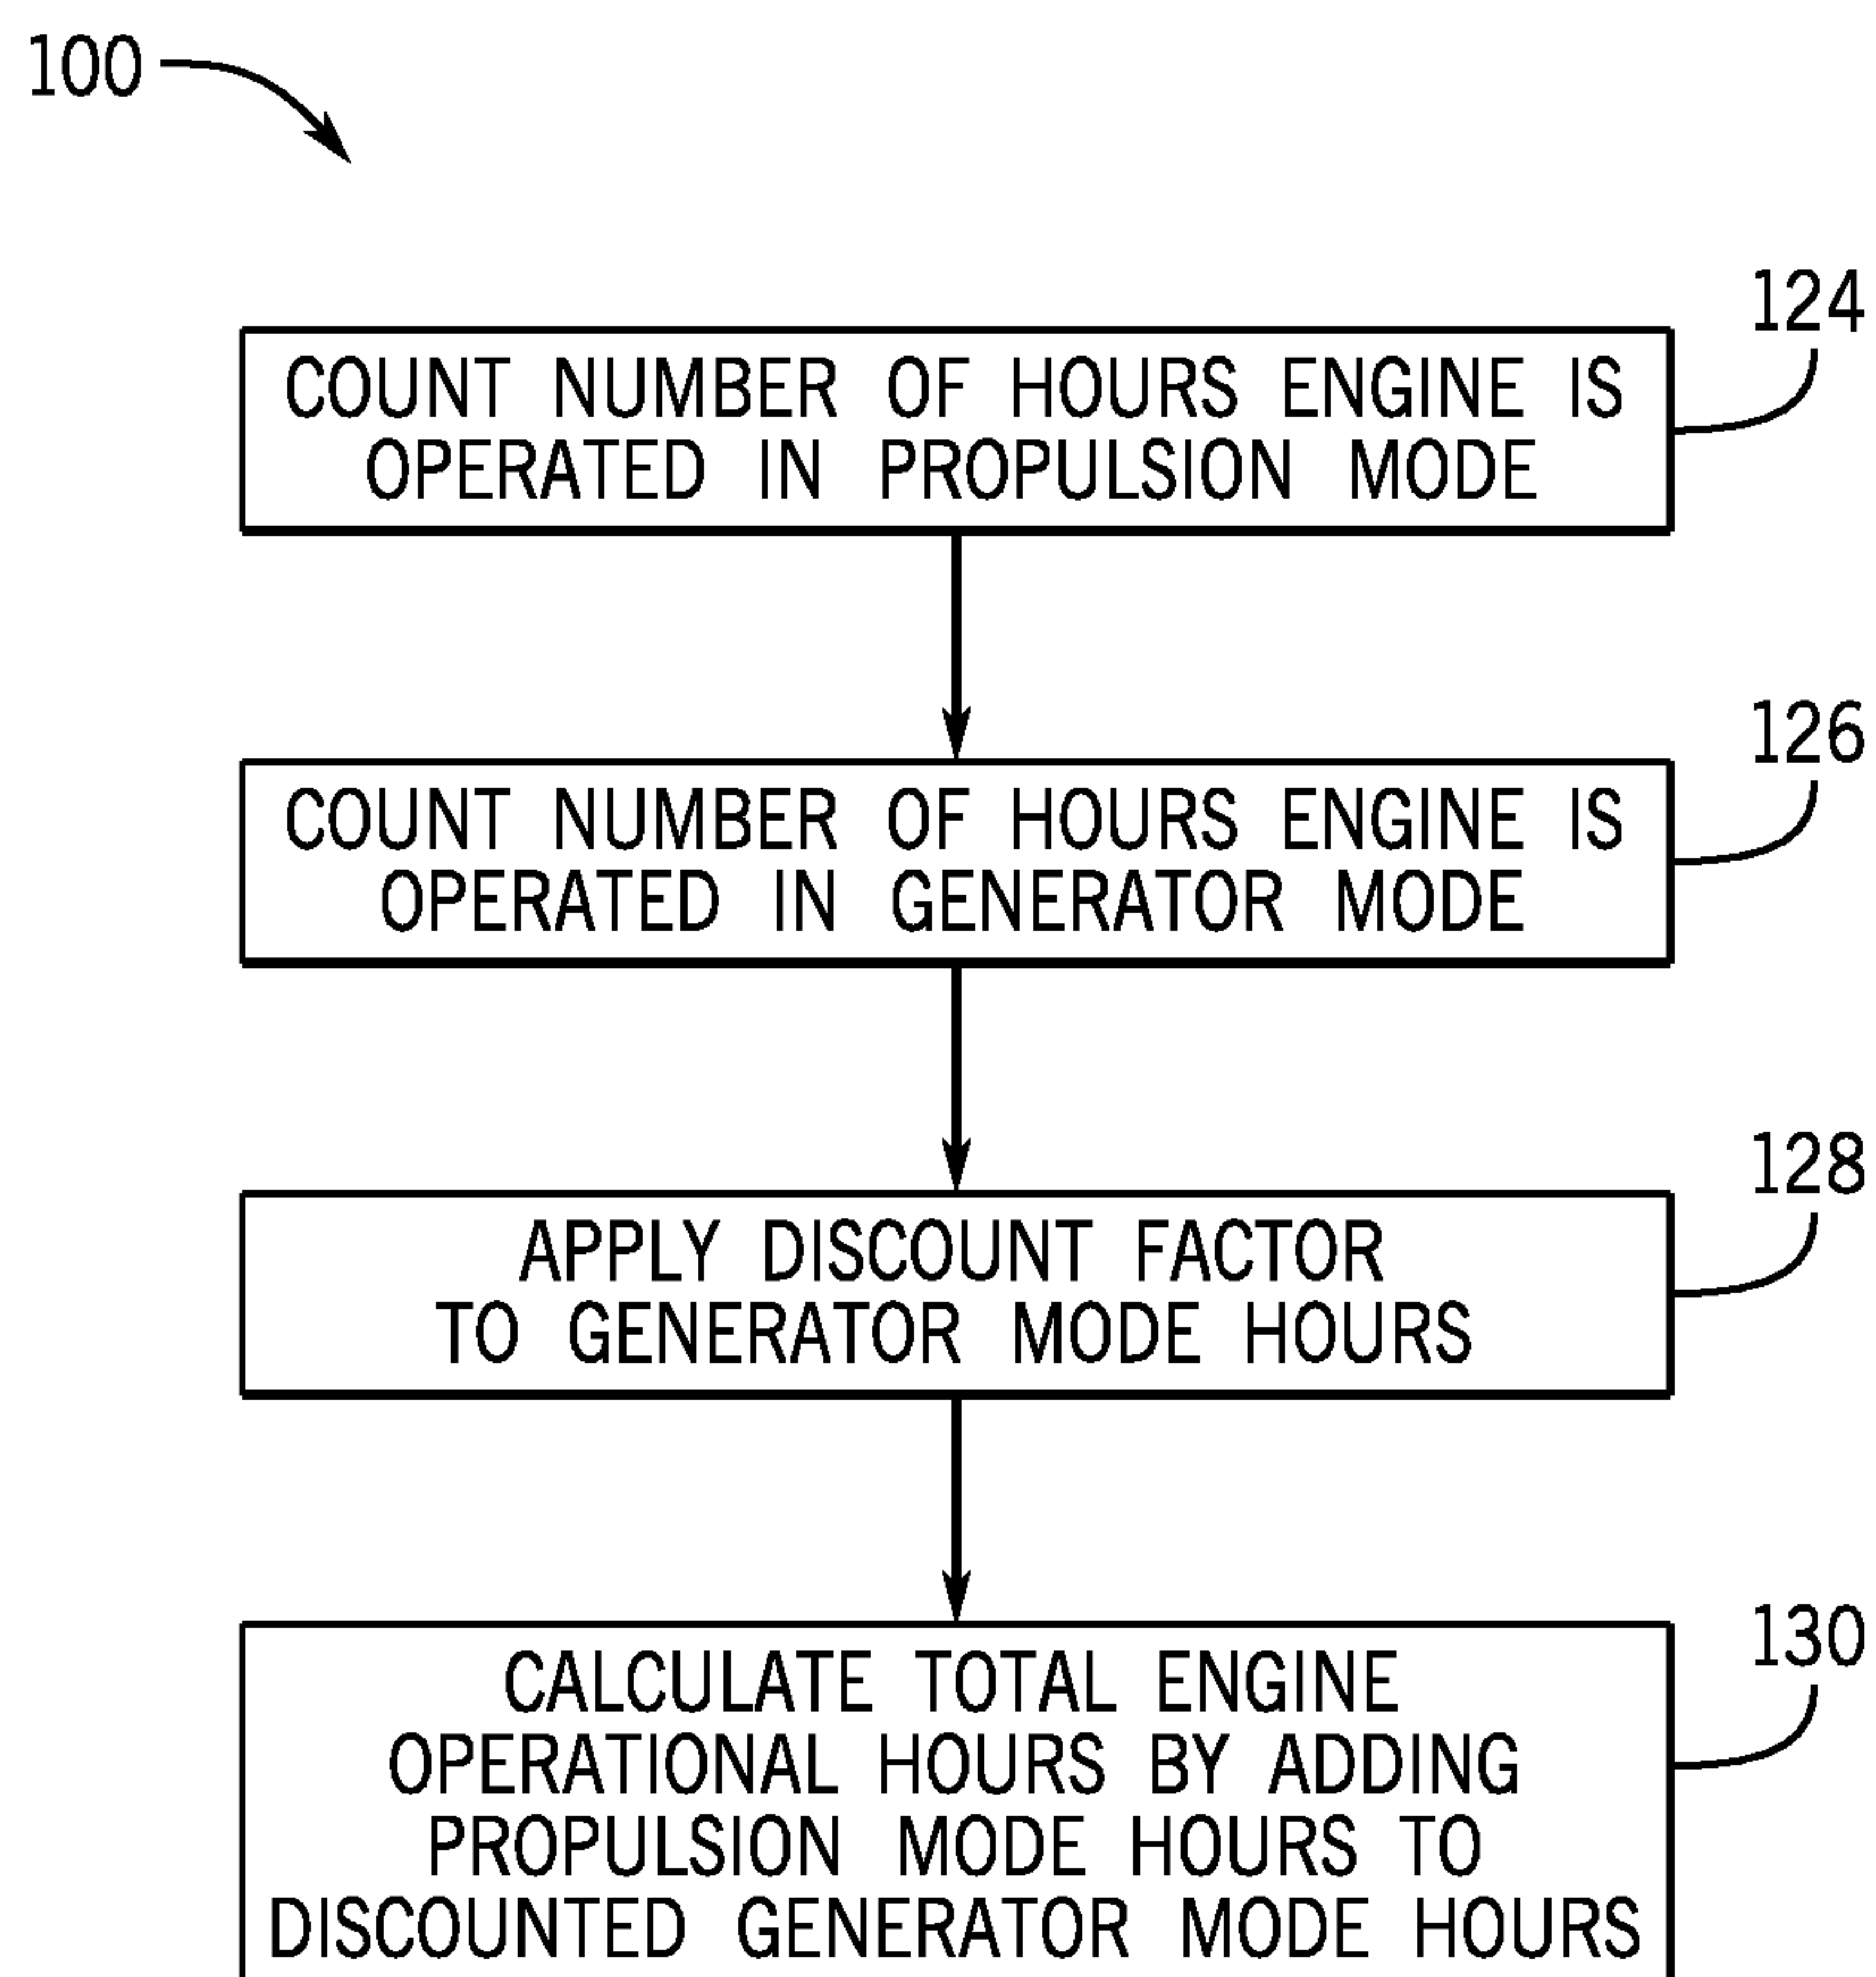 100
124
COUNT NUMBER OF HOURS ENGINE IS
OPERATED IN PROPULSION MODE
126
COUNT NUMBER OF HOURS ENGINE IS
OPERATED IN GENERATOR MODE
128
APPLY DISCOUNT FACTOR
TO GENERATOR MODE HOURS
130
CALCULATE TOTAL ENGINE
OPERATIONAL HOURS BY ADDING
PROPULSION MODE HOURS TO
DISCOUNTED GENERATOR MODE HOURS